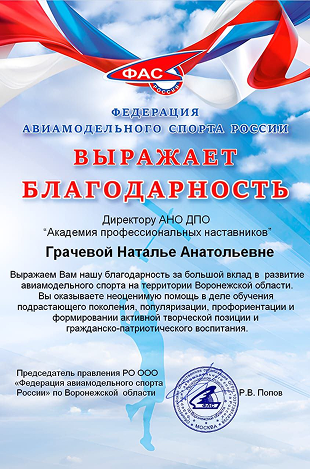 ФАС
РОССИЯ
ФЕДЕРАЦИЯ
АВИАМОДЕЛЬНОГО СПОРТА РОССИИ
ВЫРАЖАЕТ
БЛАГОДАРНОСТЬ
Директору АНО ДПО
"Академия профессиональных наставников"
Грачевой Наталье Анатольевне
Выражаем Вам нашу благодарность за большой вклад в развитие
авиамодельного спорта на территории Воронежской области.
Вы оказываете неоценимую помощь в деле обучения
подрастающего поколения, популяризации, профориентации и
формировании активной творческой позиции и
гражданско-патриотического воспитания.
Председатель правления РО ООО
«Федерация авиамодельного спорта
России» по Воронежской области
Р.В. Попов
ФАС
МОСКВА